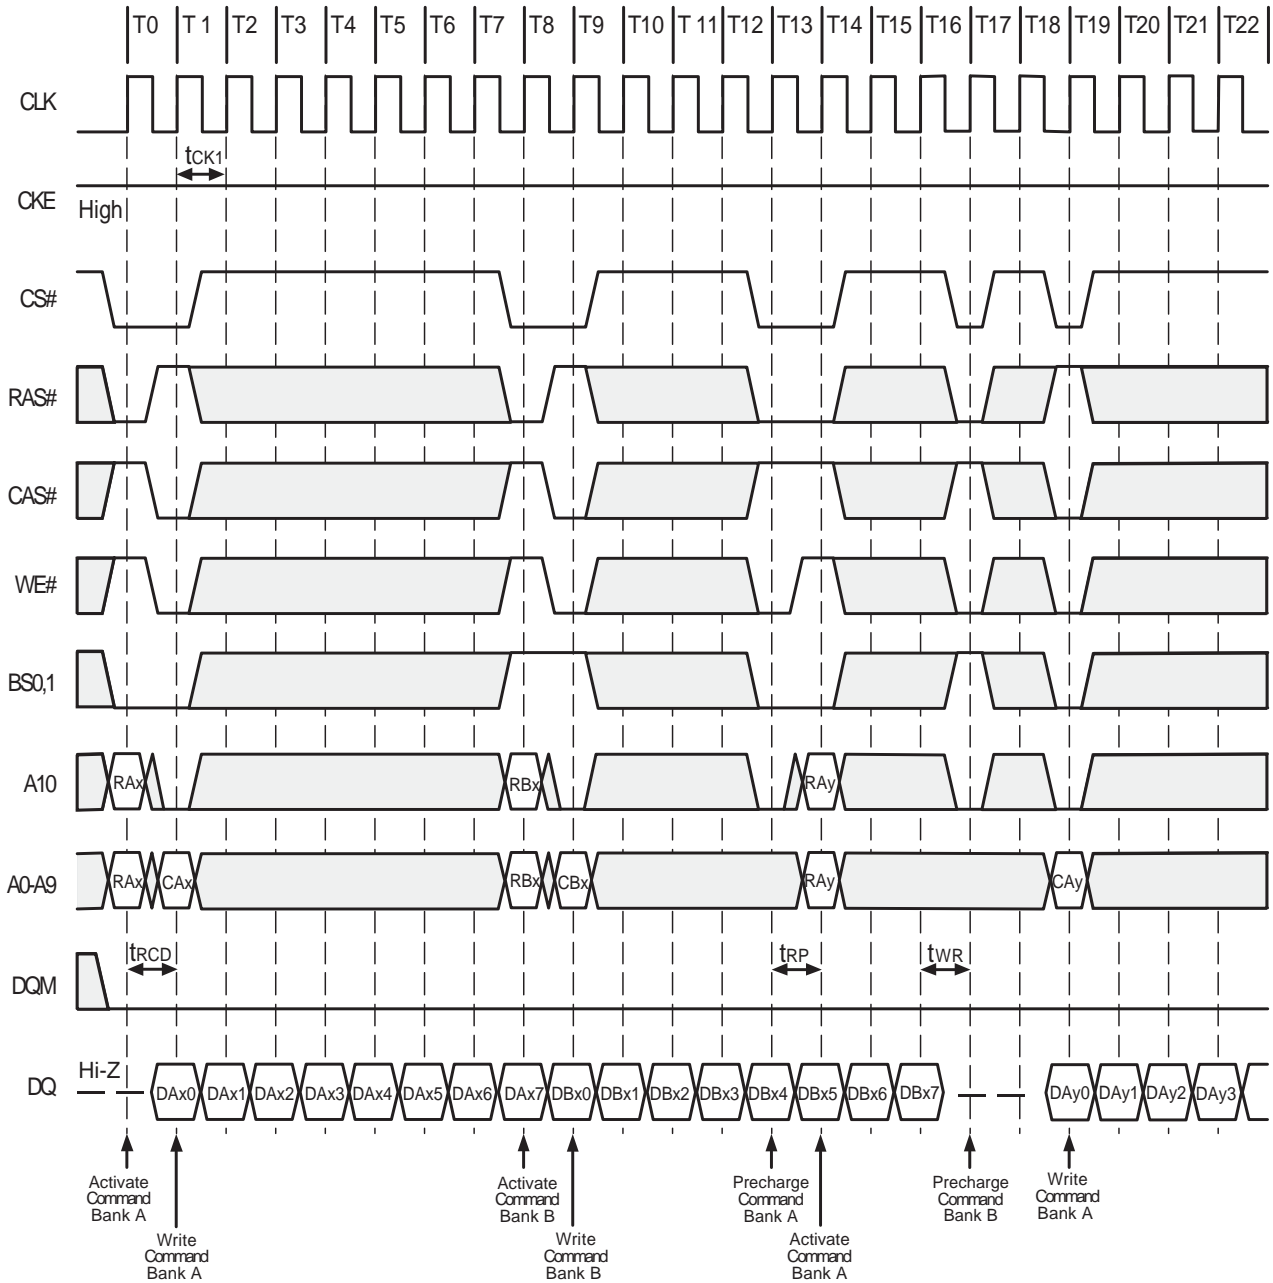 T0 T 1 T2 T3 T4 T5 T6 T7 T8 T9 T10 T 11 T12 T13 T14 T15 T16 T17 T18 T19 T20 T21 T22
CLK
tCK1
CKE
High
CS#
RAS#
CAS#
WE#
BS0,1
A10
RAx RBx RAy
A0-A9
RAx CAx RBx CBx RAy CAy
tRCD tRP tWR
DQM
Hi-Z
DQ
DAx0 DAx1 DAx2 DAx3 DAx4 DAx5 DAx6 DAx7 DBx0 DBx1 DBx2 DBx3 DBx4 DBx5 DBx6 DBx7 DAy0 DAy1 DAy2 DAy3
Activate
Command
Bank A
Write
Command
Bank A
Activate
Command
Bank B
Write
Command
Bank B
Precharge
Command
Bank A
Activate
Command
Bank A
Precharge
Command
Bank B
Write
Command
Bank A